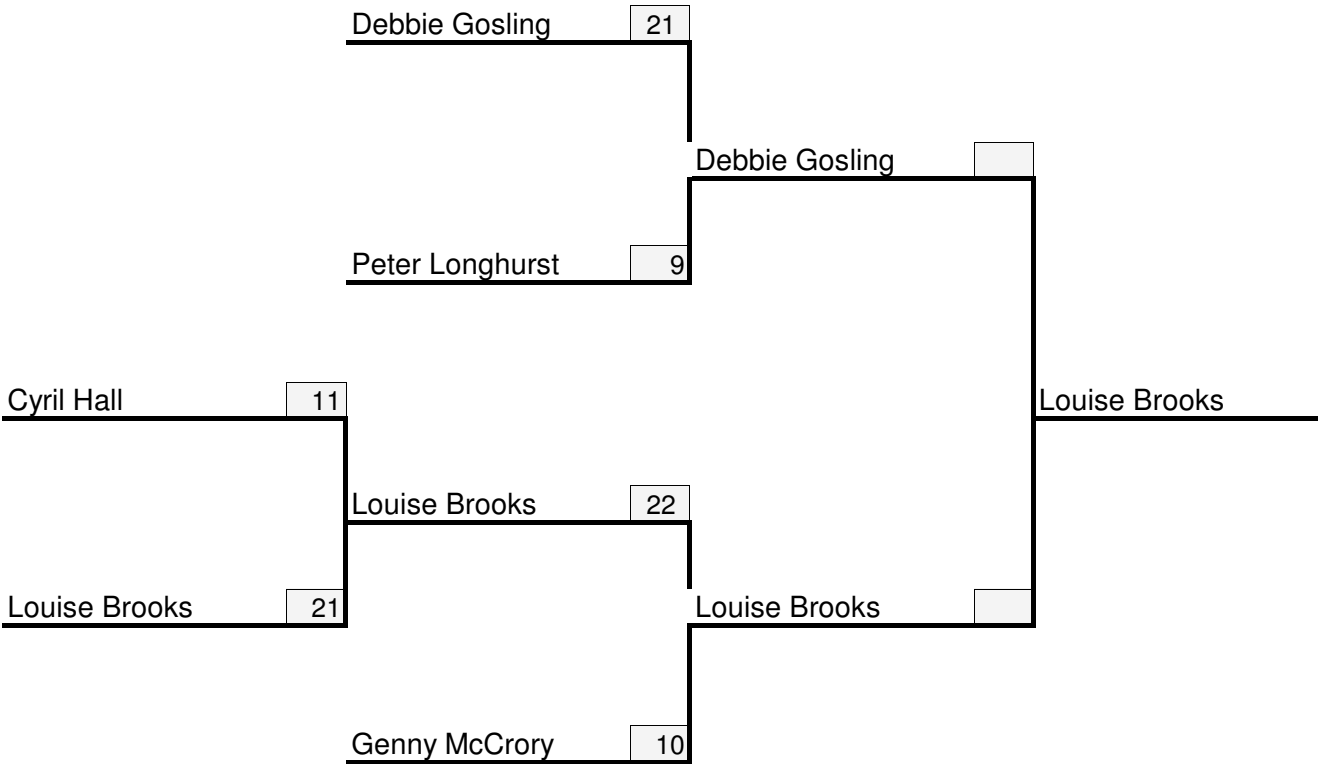 Debbie Gosling 21
Debbie Gosling
Peter Longhurst 9
Cyril Hall 11
Louise Brooks
Louise Brooks 22
Louise Brooks 21
Louise Brooks
Genny McCrory 10